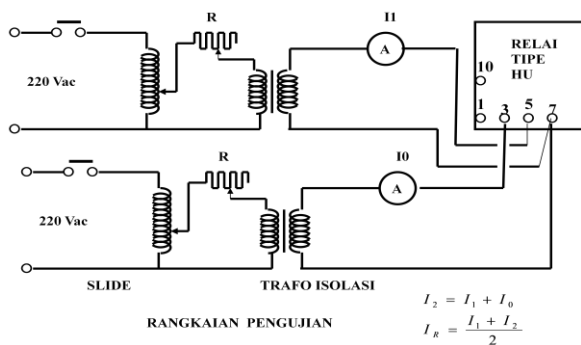 R
I1
A
220 Vac
RELAI
TIPE
HU
10
1 3 5 7
R
I0
A
220 Vac
SLIDE TRAFO ISOLASI
RANGKAIAN PENGUJIAN
I₂ = I₁ + I₀
I_R = (I₁ + I₂) / 2